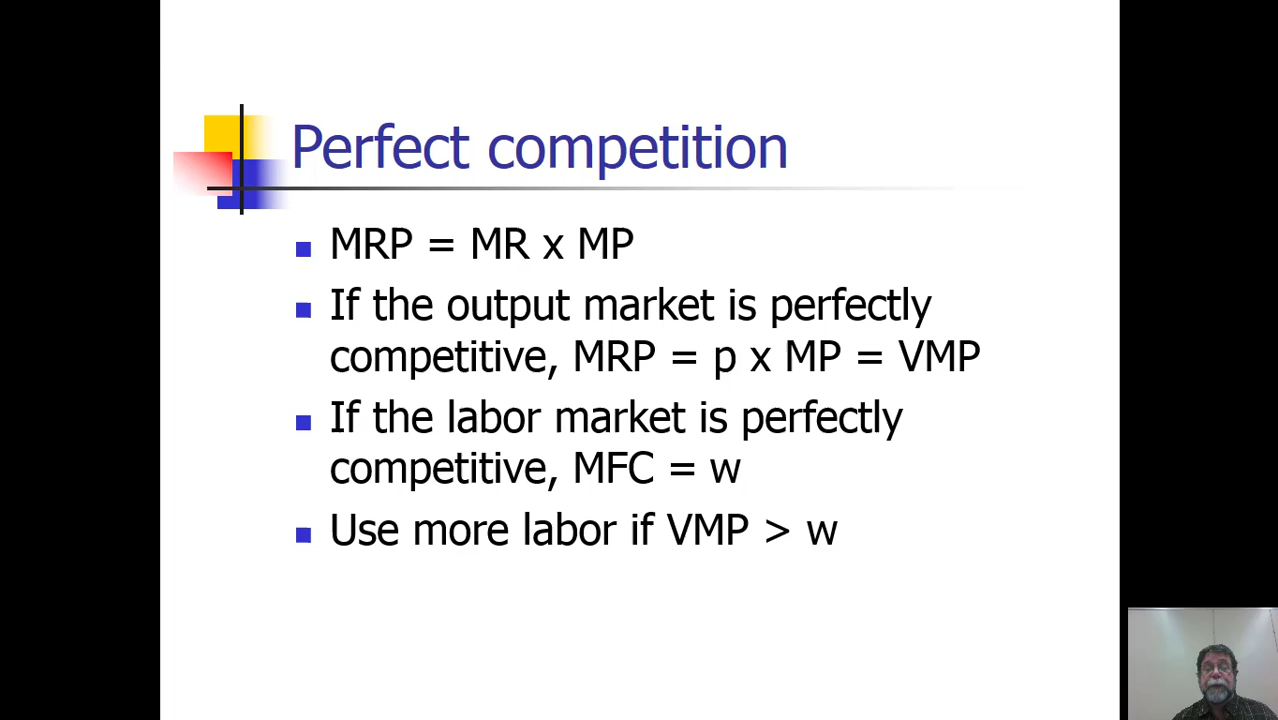 Perfect competition
MRP = MR x MP
If the output market is perfectly
competitive, MRP = p x MP = VMP
If the labor market is perfectly
competitive, MFC = w
Use more labor if VMP > w